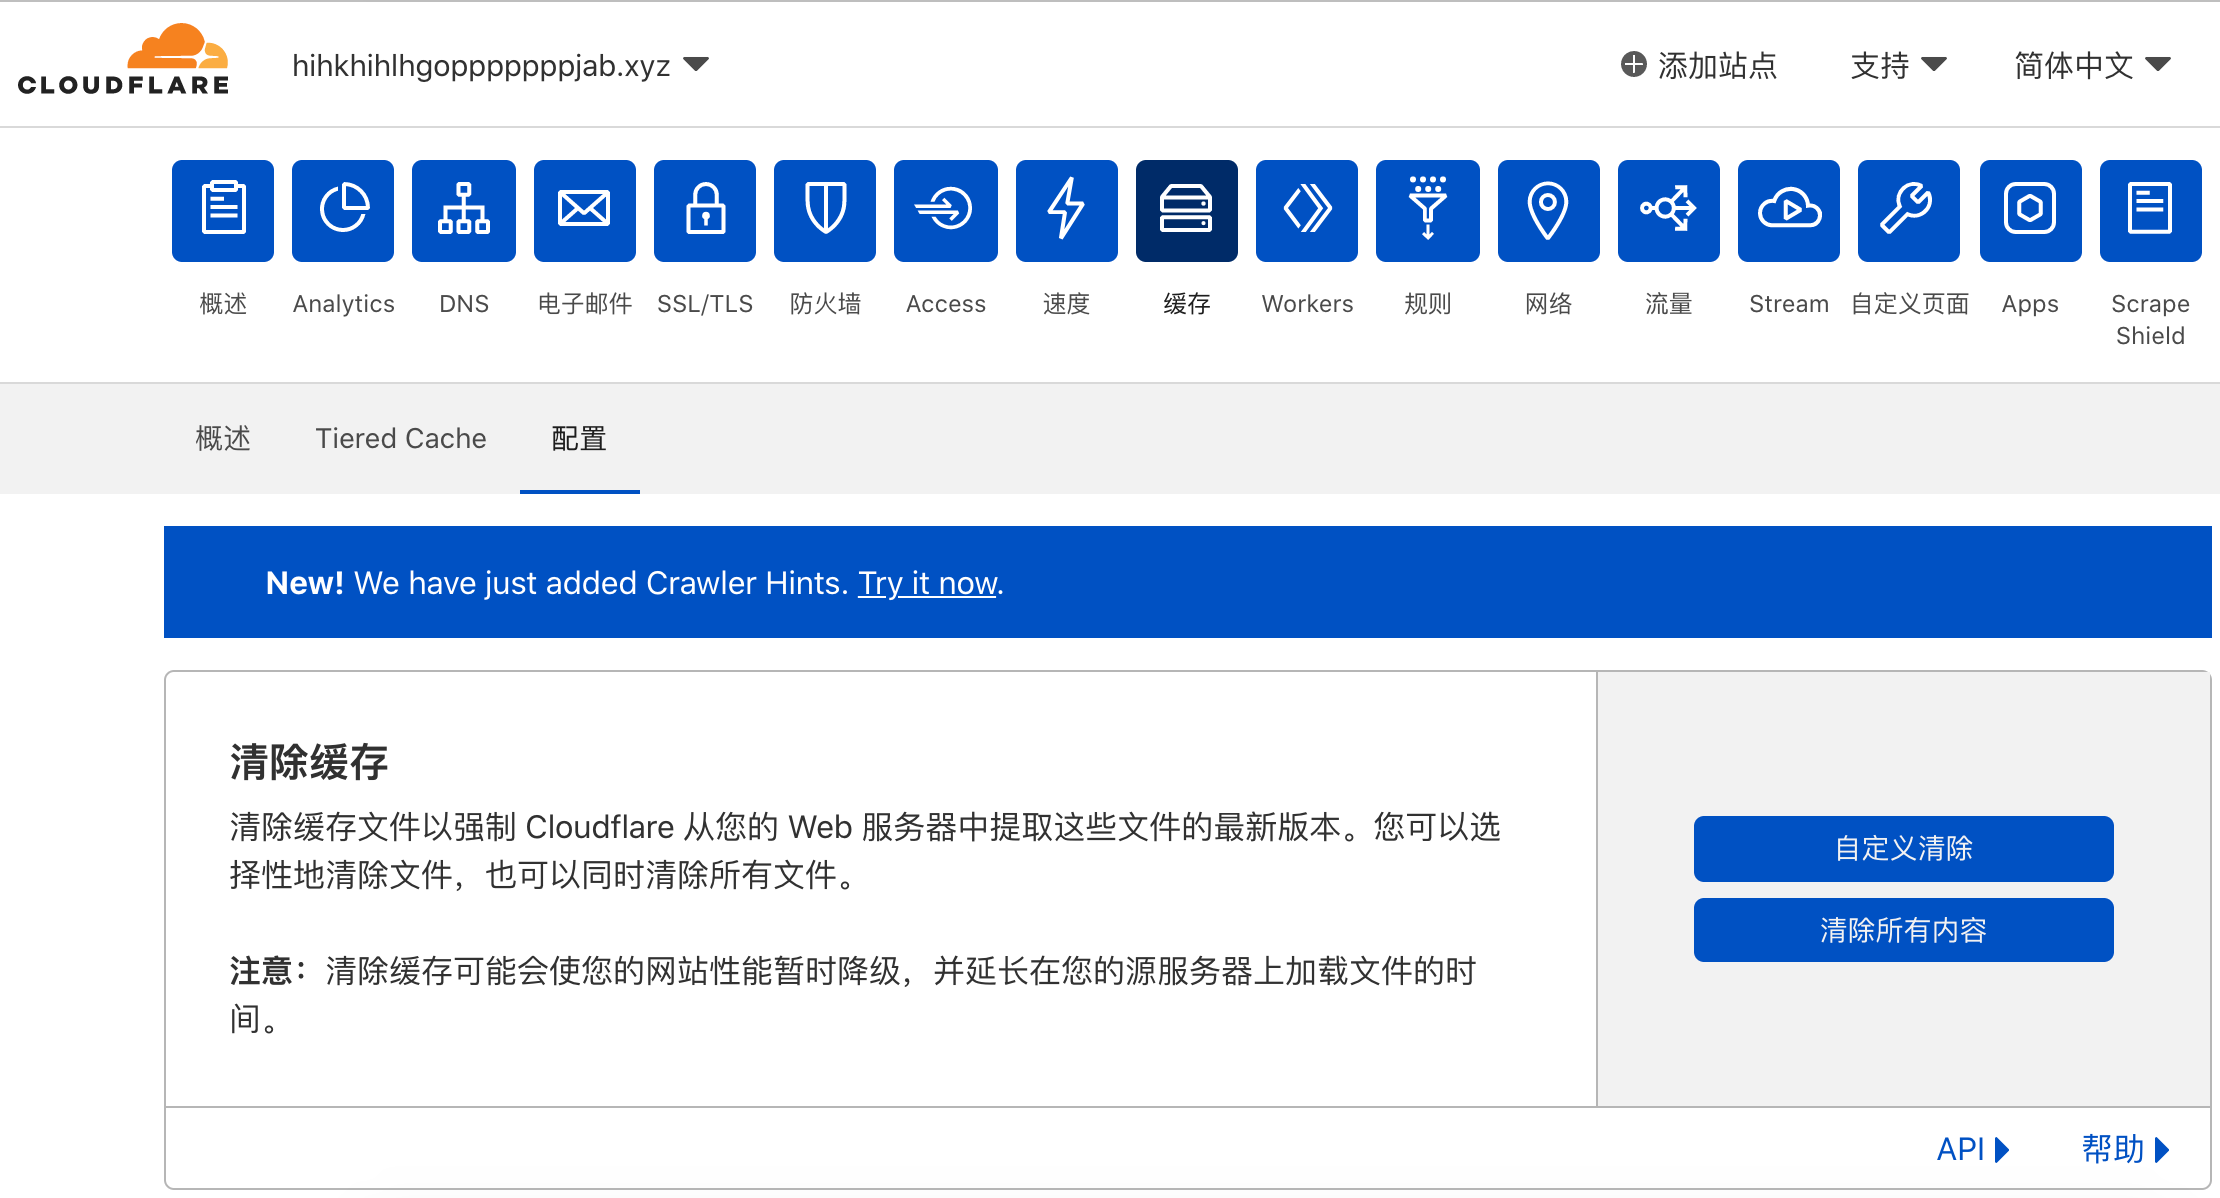 CLOUDFLARE
hihkhihlhgopppppppjab.xyz
添加站点
支持
简体中文
概述
Analytics
DNS
电子邮件
SSL/TLS
防火墙
Access
速度
缓存
Workers
规则
网络
流量
Stream
自定义页面
Apps
Scrape
Shield
概述
Tiered Cache
配置
New! We have just added Crawler Hints. Try it now.
清除缓存
清除缓存文件以强制 Cloudflare 从您的 Web 服务器中提取这些文件的最新版本。您可以选
择性地清除文件，也可以同时清除所有文件。
注意：清除缓存可能会使您的网站性能暂时降级，并延长在您的源服务器上加载文件的时
间。
自定义清除
清除所有内容
API
帮助